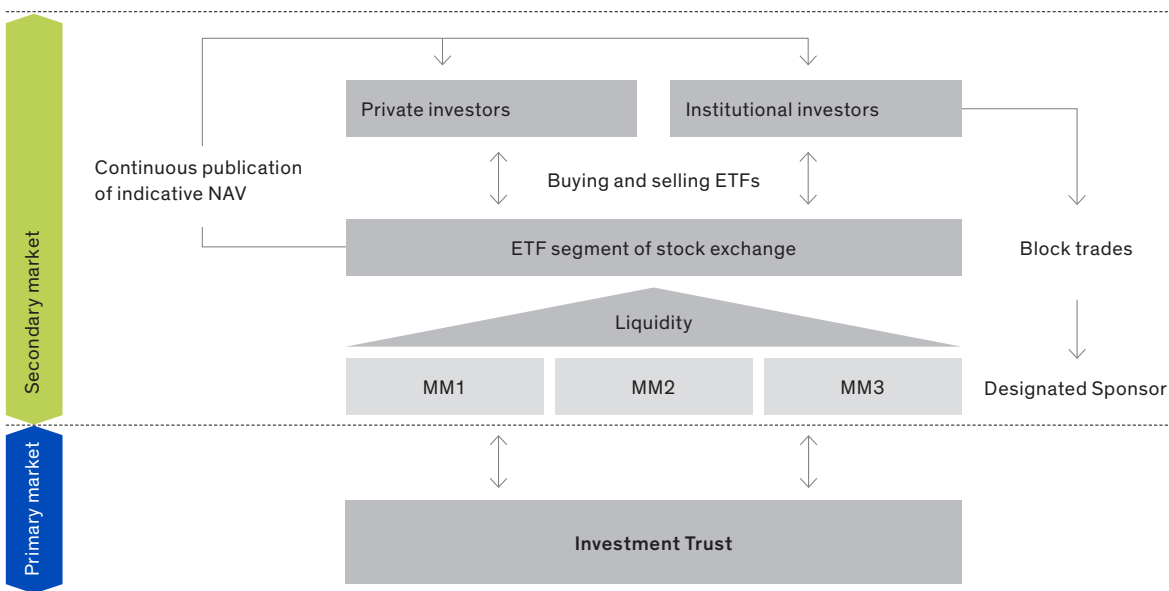 Private investors
Institutional investors
Continuous publication
of indicative NAV
Buying and selling ETFs
ETF segment of stock exchange
Block trades
Liquidity
MM1
MM2
MM3
Designated Sponsor
Secondary market
Primary market
Investment Trust